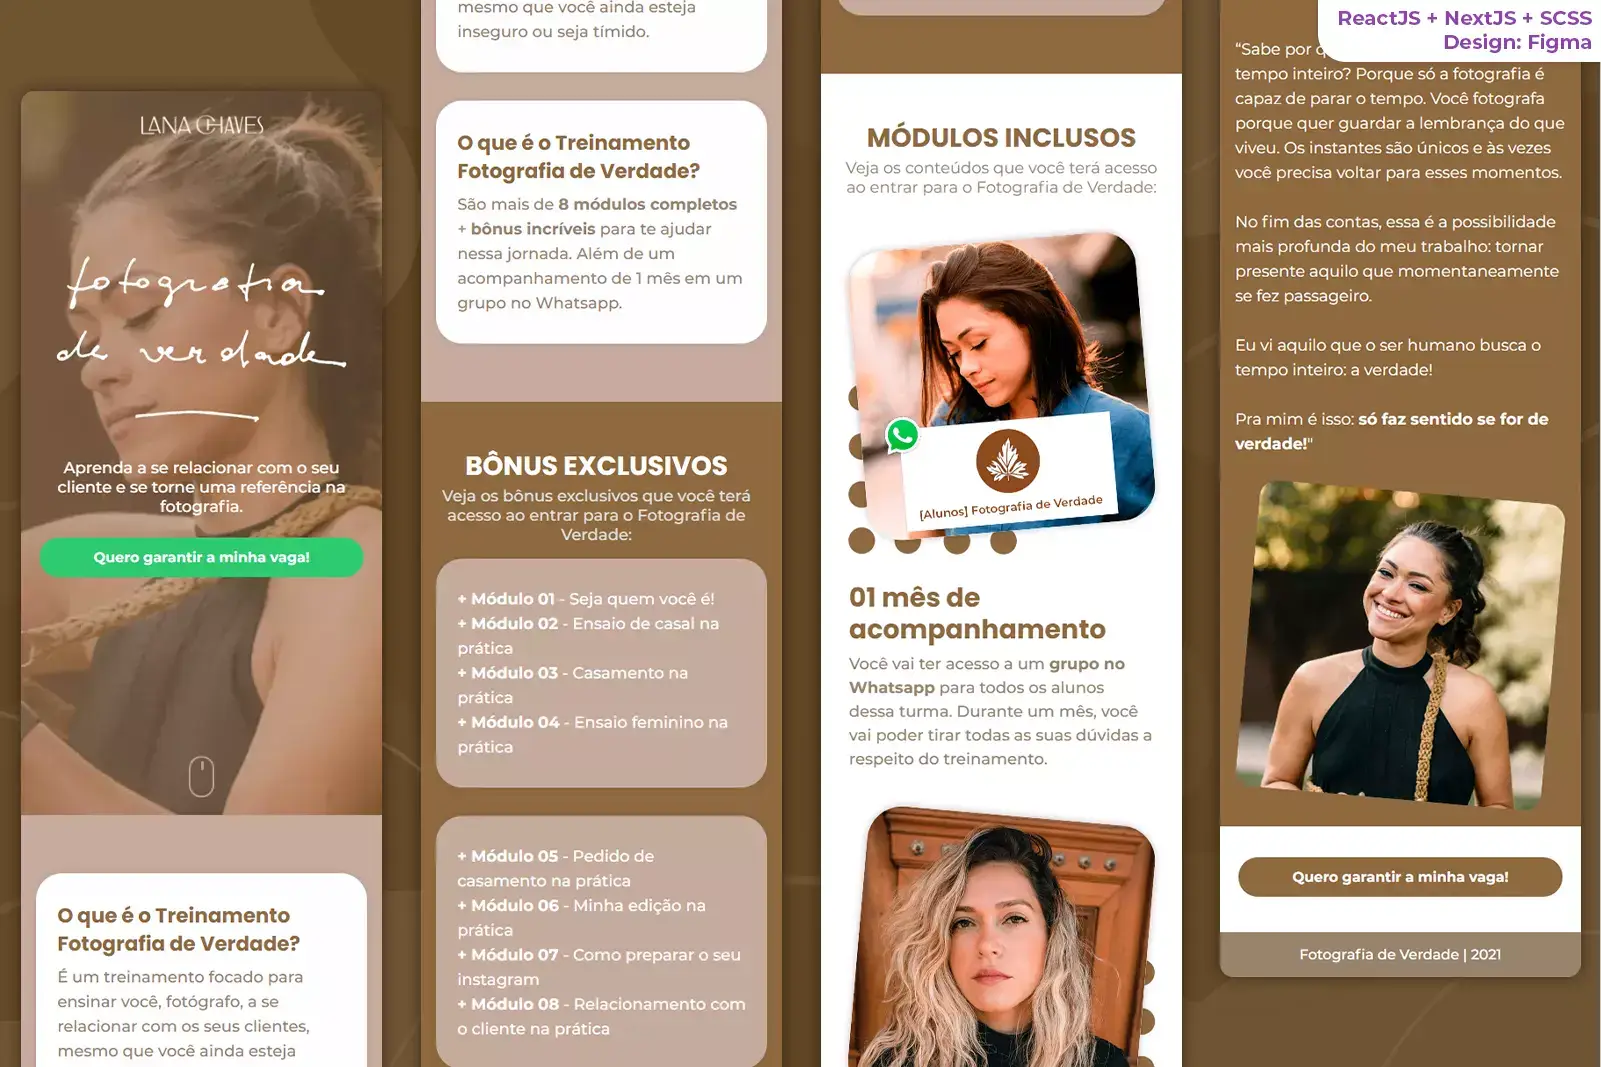 ReactJS + NextJS + SCSS
Design: Figma
LANA CHAVES
fotografia
de verdade
Aprenda a se relacionar com o seu
cliente e se torne uma referência na
fotografia.
Quero garantir a minha vaga!
O que é o Treinamento
Fotografia de Verdade?
É um treinamento focado para
ensinar você, fotógrafo, a se
relacionar com os seus clientes,
mesmo que você ainda esteja
mesmo que você ainda esteja
inseguro ou seja tímido.
O que é o Treinamento
Fotografia de Verdade?
São mais de 8 módulos completos
+ bônus incríveis para te ajudar
nessa jornada. Além de um
acompanhamento de 1 mês em um
grupo no Whatsapp.
BÔNUS EXCLUSIVOS
Veja os bônus exclusivos que você terá
acesso ao entrar para o Fotografia de
Verdade:
+ Módulo 01 - Seja quem você é!
+ Módulo 02 - Ensaio de casal na
prática
+ Módulo 03 - Casamento na
prática
+ Módulo 04 - Ensaio feminino na
prática
+ Módulo 05 - Pedido de
casamento na prática
+ Módulo 06 - Minha edição na
prática
+ Módulo 07 - Como preparar o seu
instagram
+ Módulo 08 - Relacionamento com
o cliente na prática
MÓDULOS INCLUSOS
Veja os conteúdos que você terá acesso
ao entrar para o Fotografia de Verdade:
[Alunos] Fotografia de Verdade
01 mês de
acompanhamento
Você vai ter acesso a um grupo no
Whatsapp para todos os alunos
dessa turma. Durante um mês, você
vai poder tirar todas as suas dúvidas a
respeito do treinamento.
“Sabe por
tempo inteiro? Porque só a fotografia é
capaz de parar o tempo. Você fotografa
porque quer guardar a lembrança do que
viveu. Os instantes são únicos e às vezes
você precisa voltar para esses momentos.
No fim das contas, essa é a possibilidade
mais profunda do meu trabalho: tornar
presente aquilo que momentaneamente
se fez passageiro.
Eu vi aquilo que o ser humano busca o
tempo inteiro: a verdade!
Pra mim é isso: só faz sentido se for de
verdade!"
Quero garantir a minha vaga!
Fotografia de Verdade | 2021